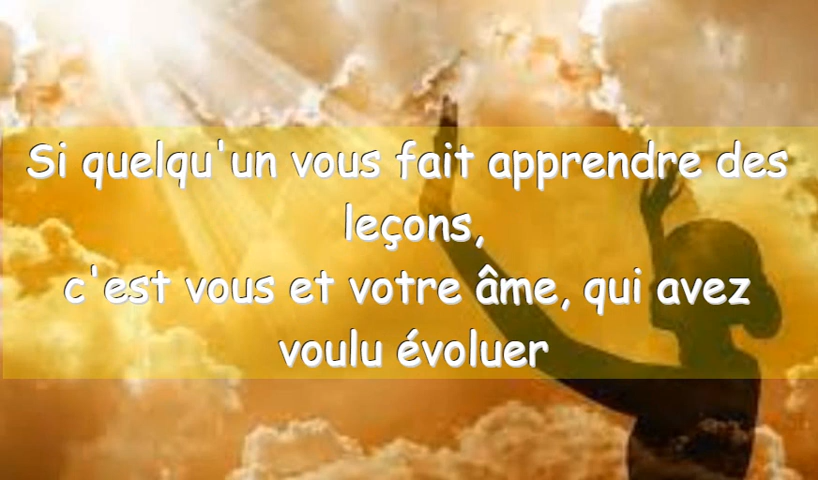 Si quelqu'un vous fait apprendre des
leçons,
c'est vous et votre âme, qui avez
voulu évoluer